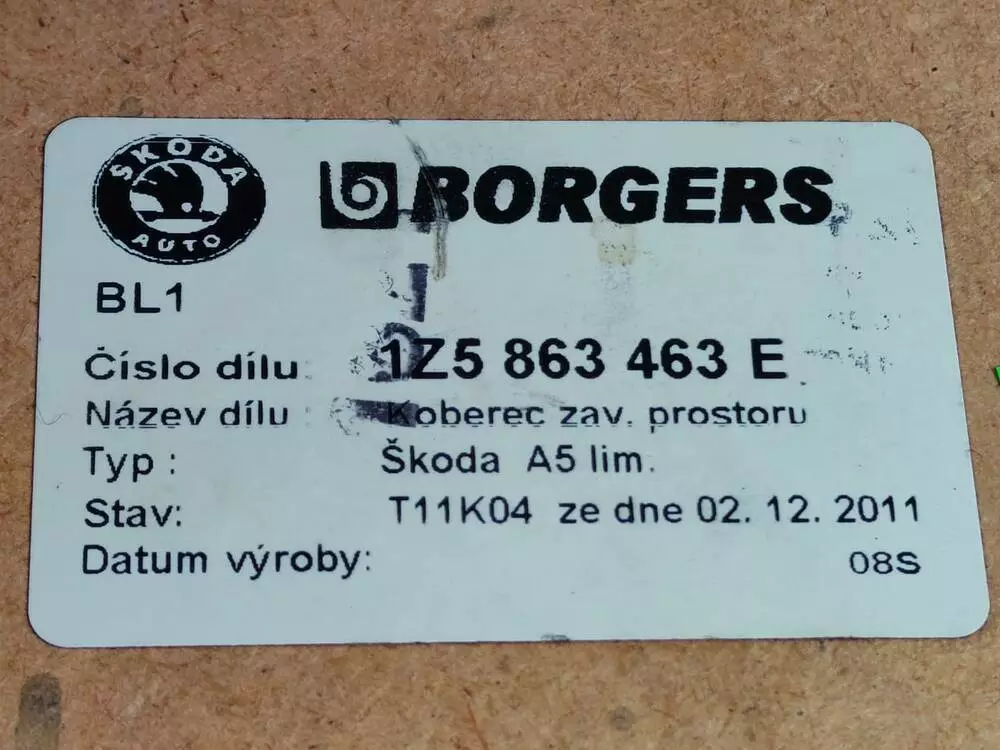 ŠKODA
AUTO
BORGERS
BL1
Číslo dílu: 1Z5 863 463 E
Název dílu : Koberec zav. prostoru
Typ : Škoda A5 lim.
Stav: T11K04 ze dne 02. 12. 2011
Datum výroby: 08S